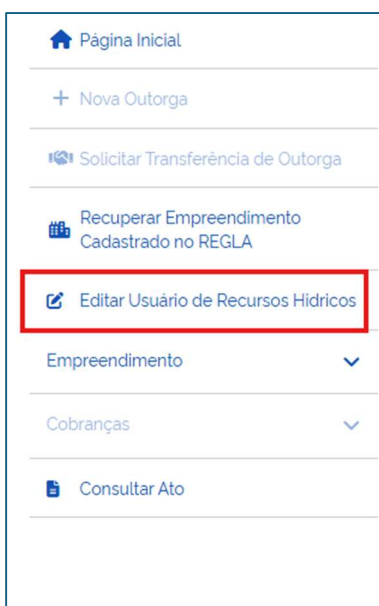 Página Inicial
Nova Outorga
Solicitar Transferência de Outorga
Recuperar Empreendimento
Cadastrado no REGLA
Editar Usuário de Recursos Hidricos
Empreendimento
Cobranças
Consultar Ato